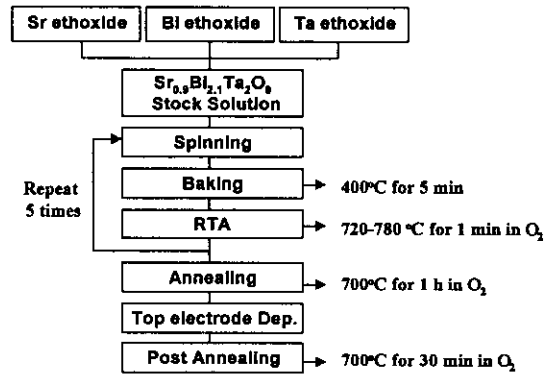 Sr ethoxide
Bi ethoxide
Ta ethoxide
Sr0.9Bi2.1Ta2O9
Stock Solution
Spinning
Repeat
5 times
Baking
400°C for 5 min
RTA
720-780 °C for 1 min in O2
Annealing
700°C for 1 h in O2
Top electrode Dep.
Post Annealing
700°C for 30 min in O2